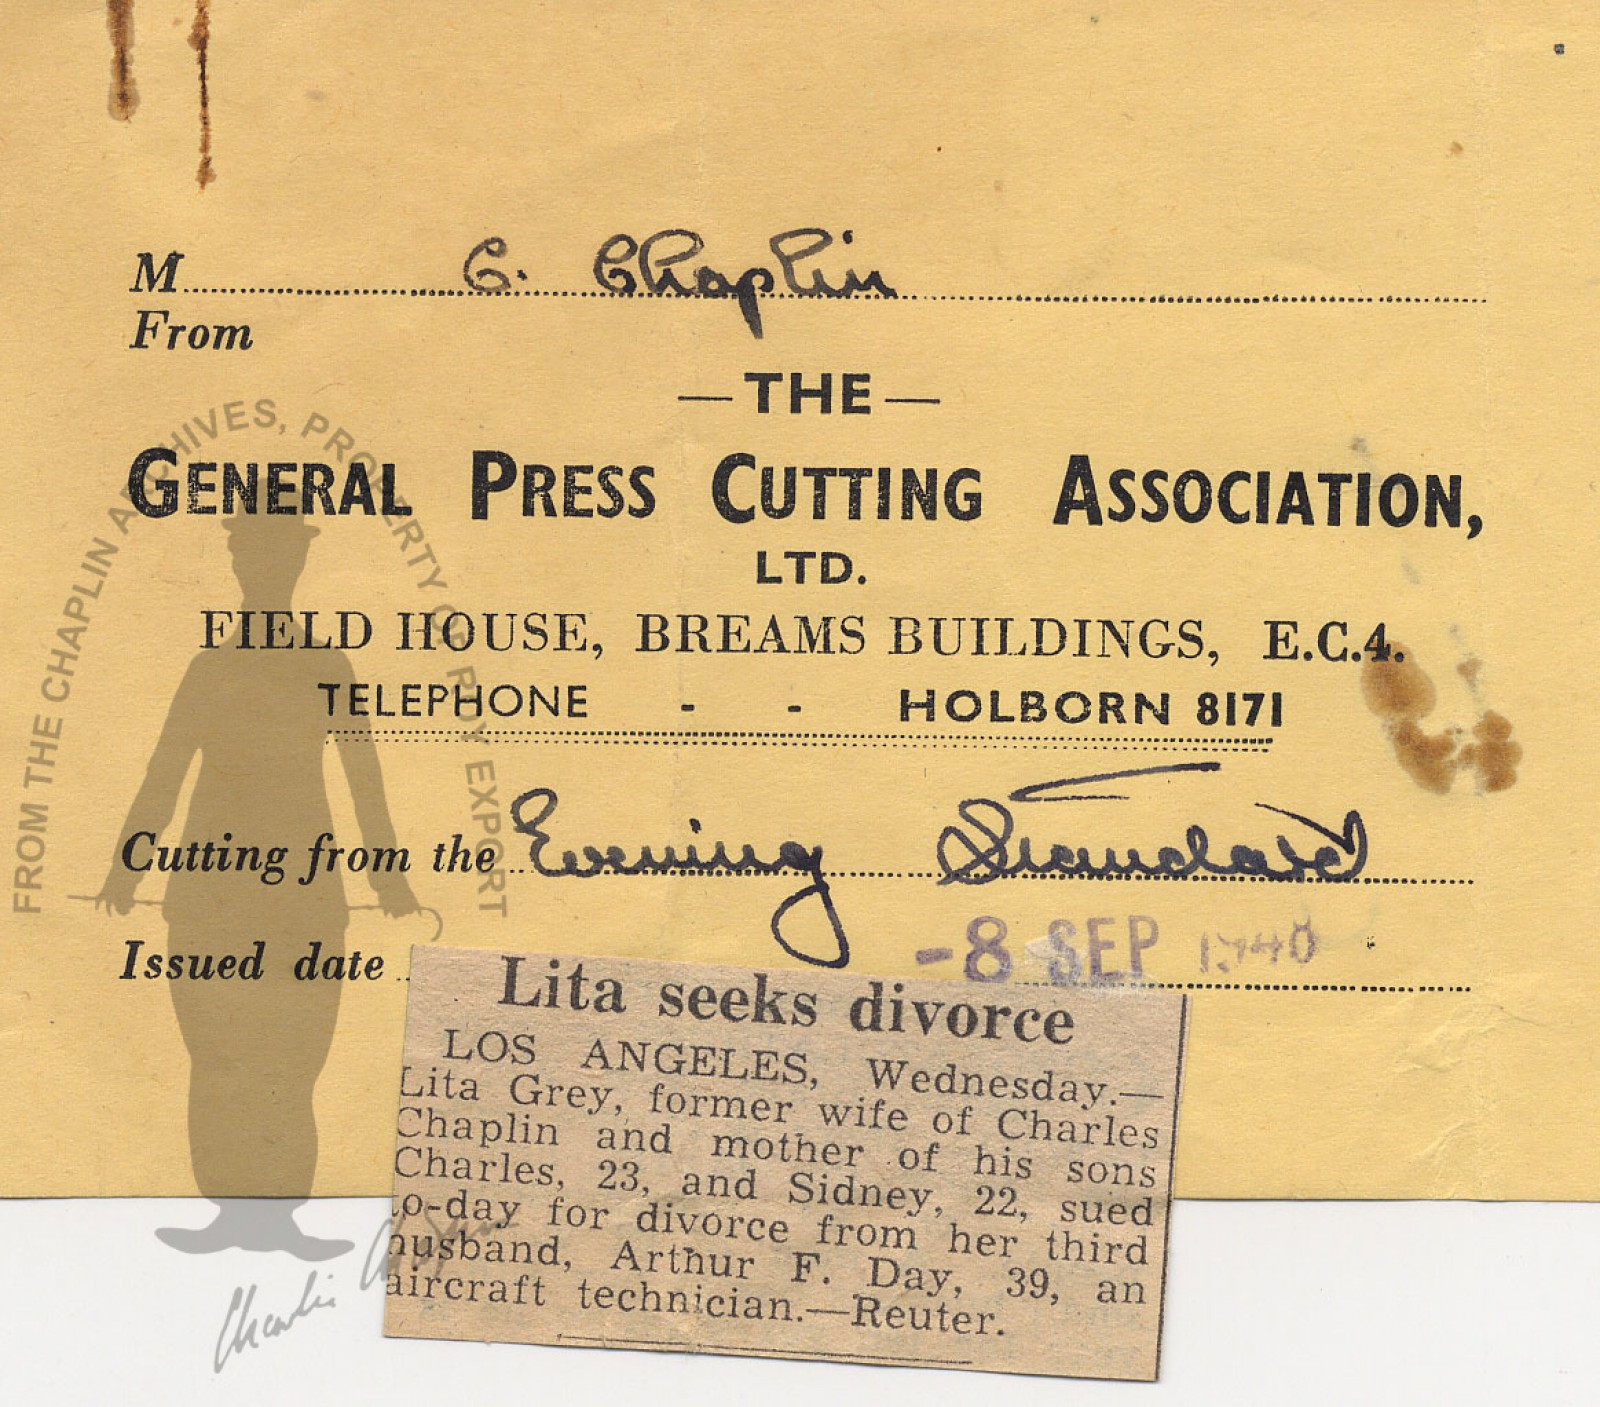 M C. Chaplin
From
— THE —
GENERAL PRESS CUTTING ASSOCIATION,
LTD.
FIELD HOUSE, BREAMS BUILDINGS, E.C.4.
TELEPHONE - - HOLBORN 8171
Cutting from the Evening Standard
Issued date -8 SEP
Lita seeks divorce
LOS ANGELES, Wednesday.—
Lita Grey, former wife of Charles
Chaplin and mother of his sons
Charles, 23, and Sidney, 22, sued
to-day for divorce from her third
husband, Arthur F. Day, 39, an
aircraft technician.—Reuter.
FROM THE CHAPLIN ARCHIVES, PROPERTY OF ROY EXPORT
Charlie Chaplin